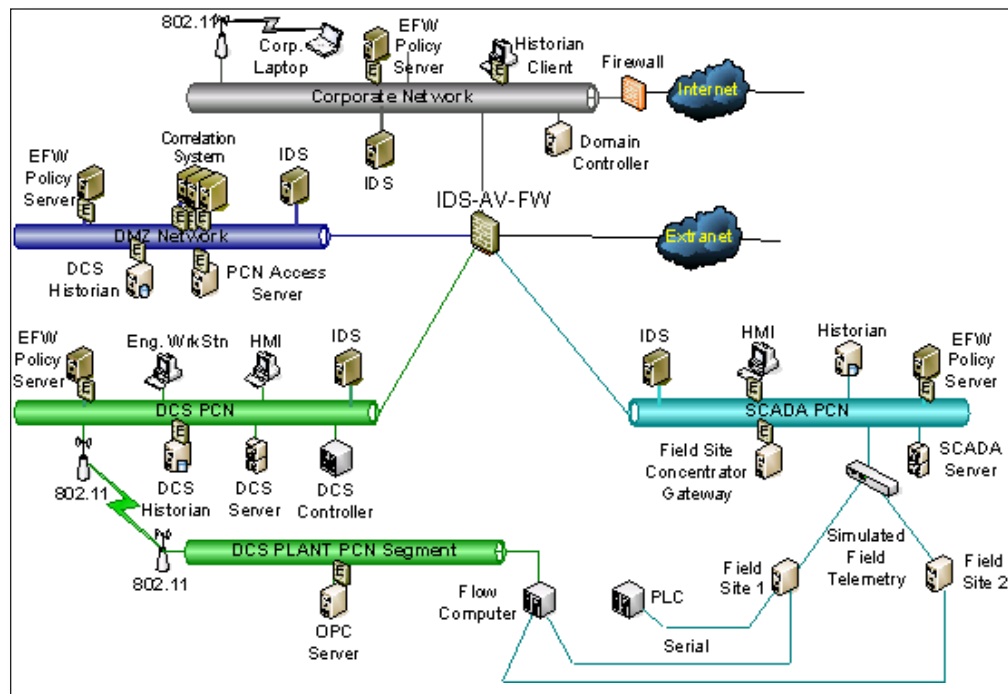 802.11
Corp.
Laptop
EFW
Policy
Server
E
Historian
Client
E
Firewall
Internet
Corporate Network
IDS
Domain
Controller
EFW
Policy
Server
E
Correlation
System
E E E
IDS
IDS-AV-FW
DMZ Network
Extranet
E
DCS
Historian
E
PCN Access
Server
EFW
Policy
Server
E
Eng. WrkStn
HMI
IDS
DCS PCN
802.11
E
DCS
Historian
DCS
Server
DCS
Controller
IDS
HMI
E
Historian
EFW
Policy
Server
E
SCADA PCN
E
Field Site
Concentrator
Gateway
SCADA
Server
802.11
DCS PLANT PCN Segment
E
OPC
Server
Flow
Computer
PLC
Serial
Field
Site 1
Simulated
Field
Telemetry
Field
Site 2